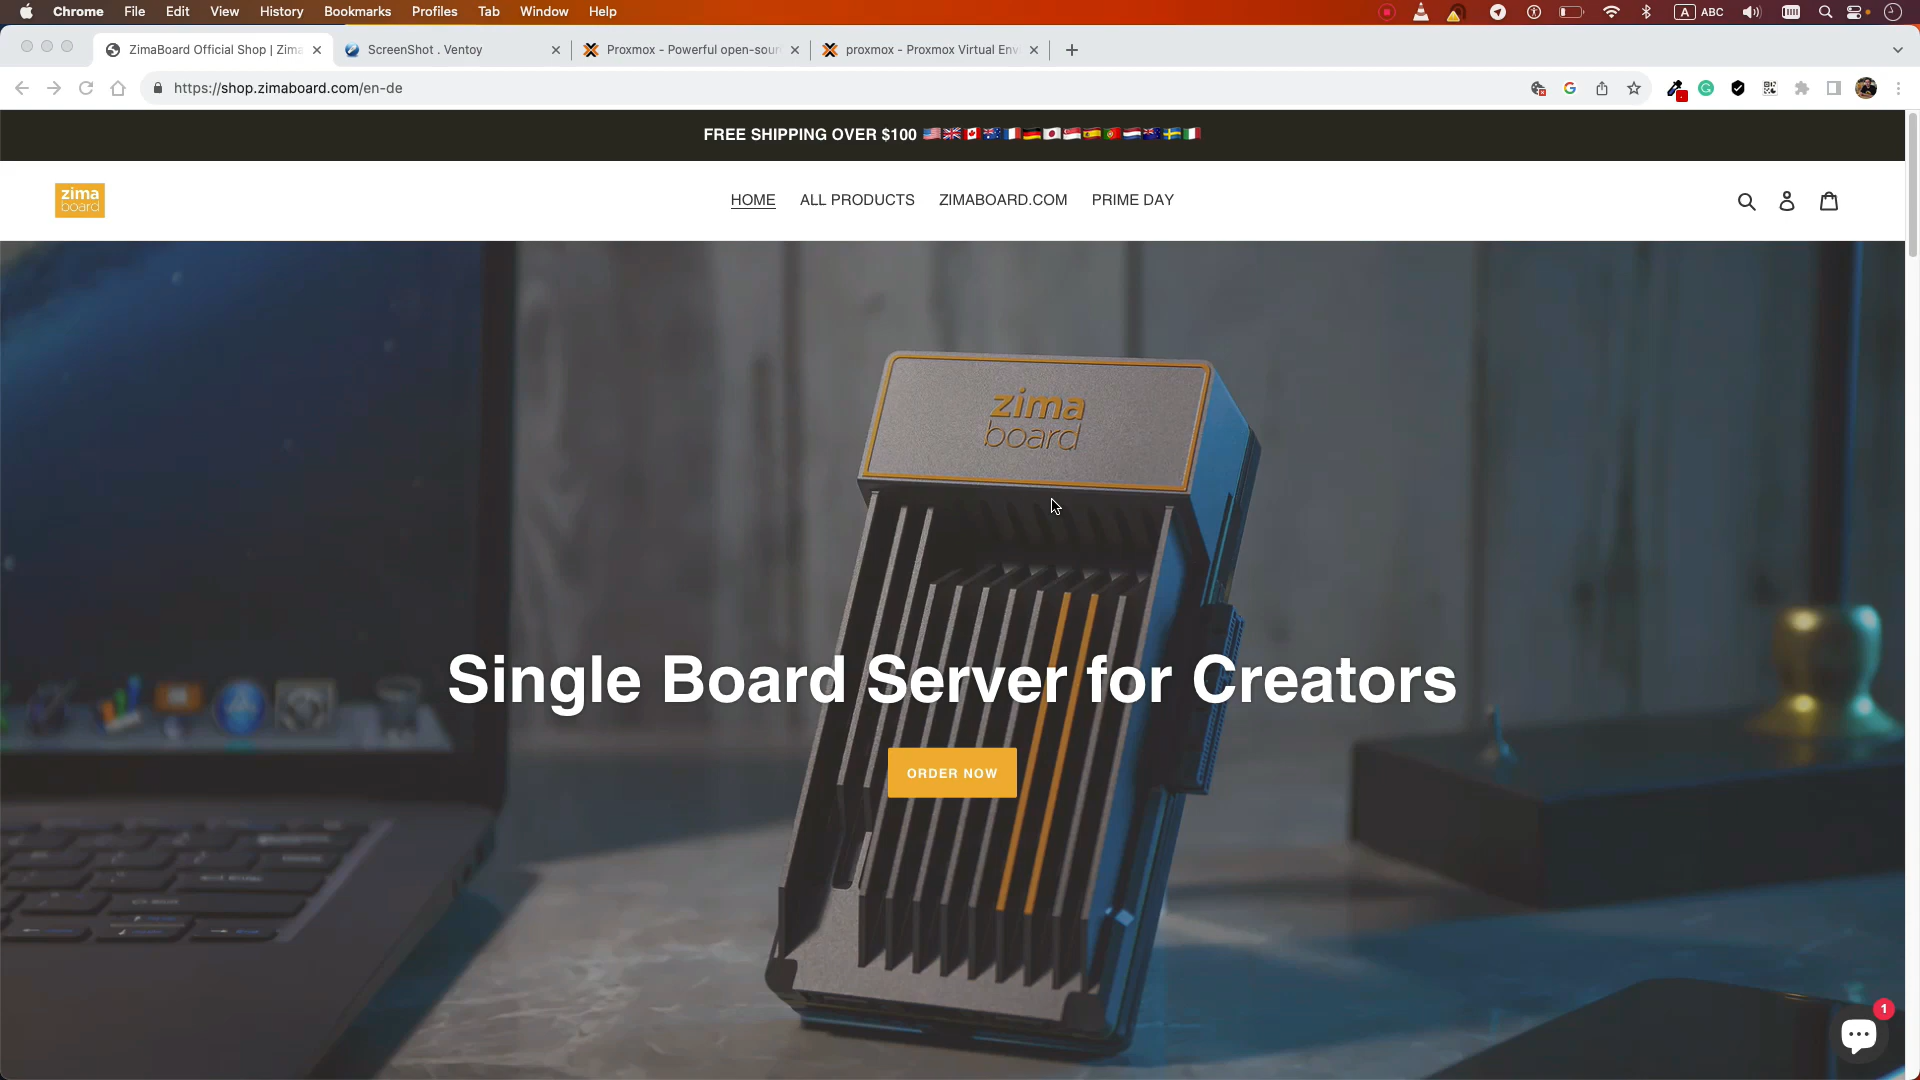 Chrome File Edit View History Bookmarks Profiles Tab Window Help A ABC
ZimaBoard Official Shop | Zima ScreenShot . Ventoy Proxmox - Powerful open-sour proxmox - Proxmox Virtual Env
https://shop.zimaboard.com/en-de
FREE SHIPPING OVER $100
zima
board
HOME ALL PRODUCTS ZIMABOARD.COM PRIME DAY
zima
board
Single Board Server for Creators
ORDER NOW
1